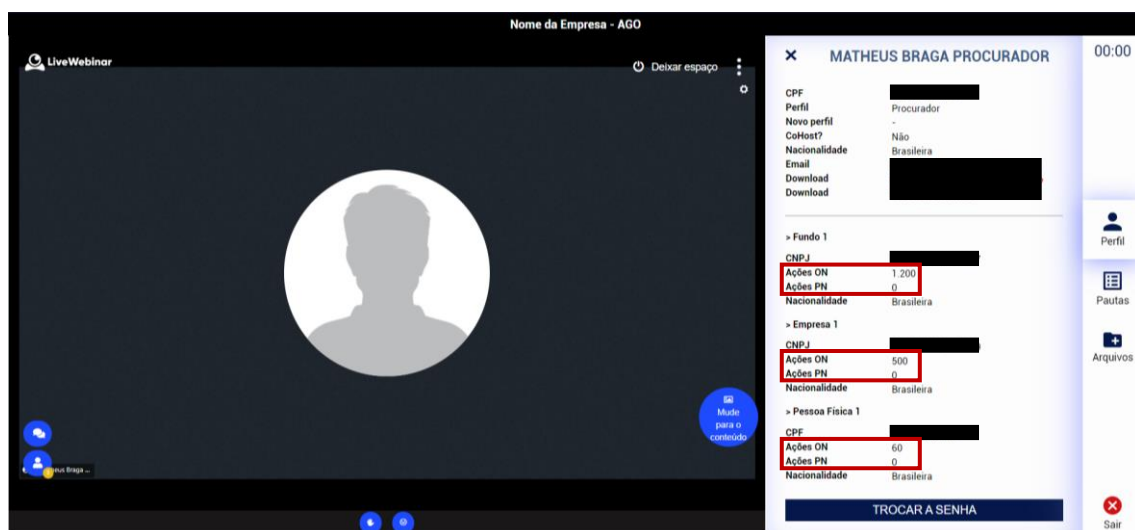 Nome da Empresa - AGO
LiveWebinar
Deixar espaço
Mude
para o
conteúdo
MATHEUS BRAGA PROCURADOR
CPF
Perfil Procurador
Novo perfil -
CoHost? Não
Nacionalidade Brasileira
Email
Download
Download
> Fundo 1
CNPJ
Ações ON 1.200
Ações PN 0
Nacionalidade Brasileira
> Empresa 1
CNPJ
Ações ON 500
Ações PN 0
Nacionalidade Brasileira
> Pessoa Física 1
CPF
Ações ON 60
Ações PN 0
Nacionalidade Brasileira
TROCAR A SENHA
00:00
Perfil
Pautas
Arquivos
Sair